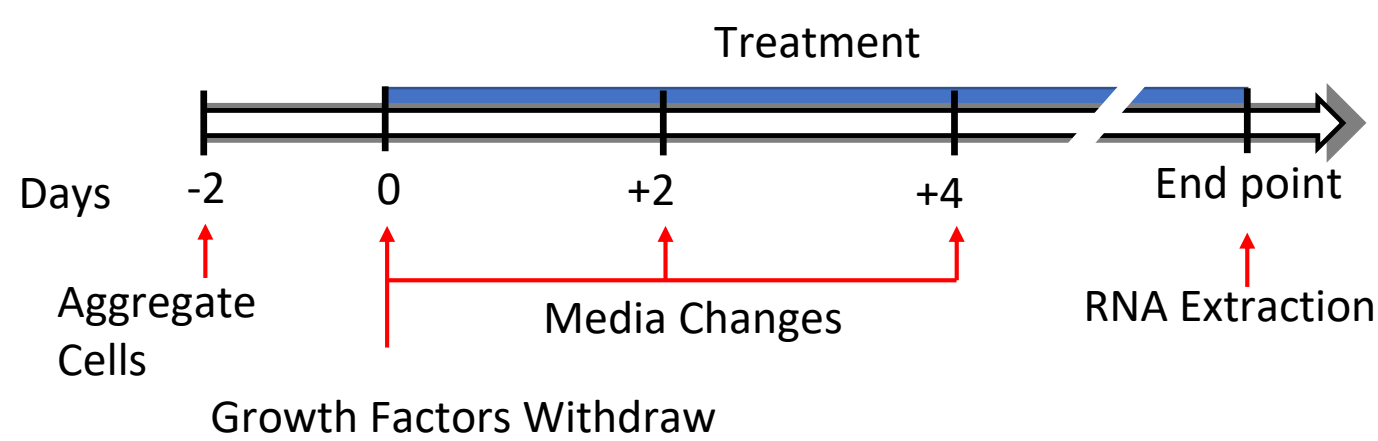 Treatment
Days -2 0 +2 +4 End point
Aggregate
Cells
Media Changes
RNA Extraction
Growth Factors Withdraw